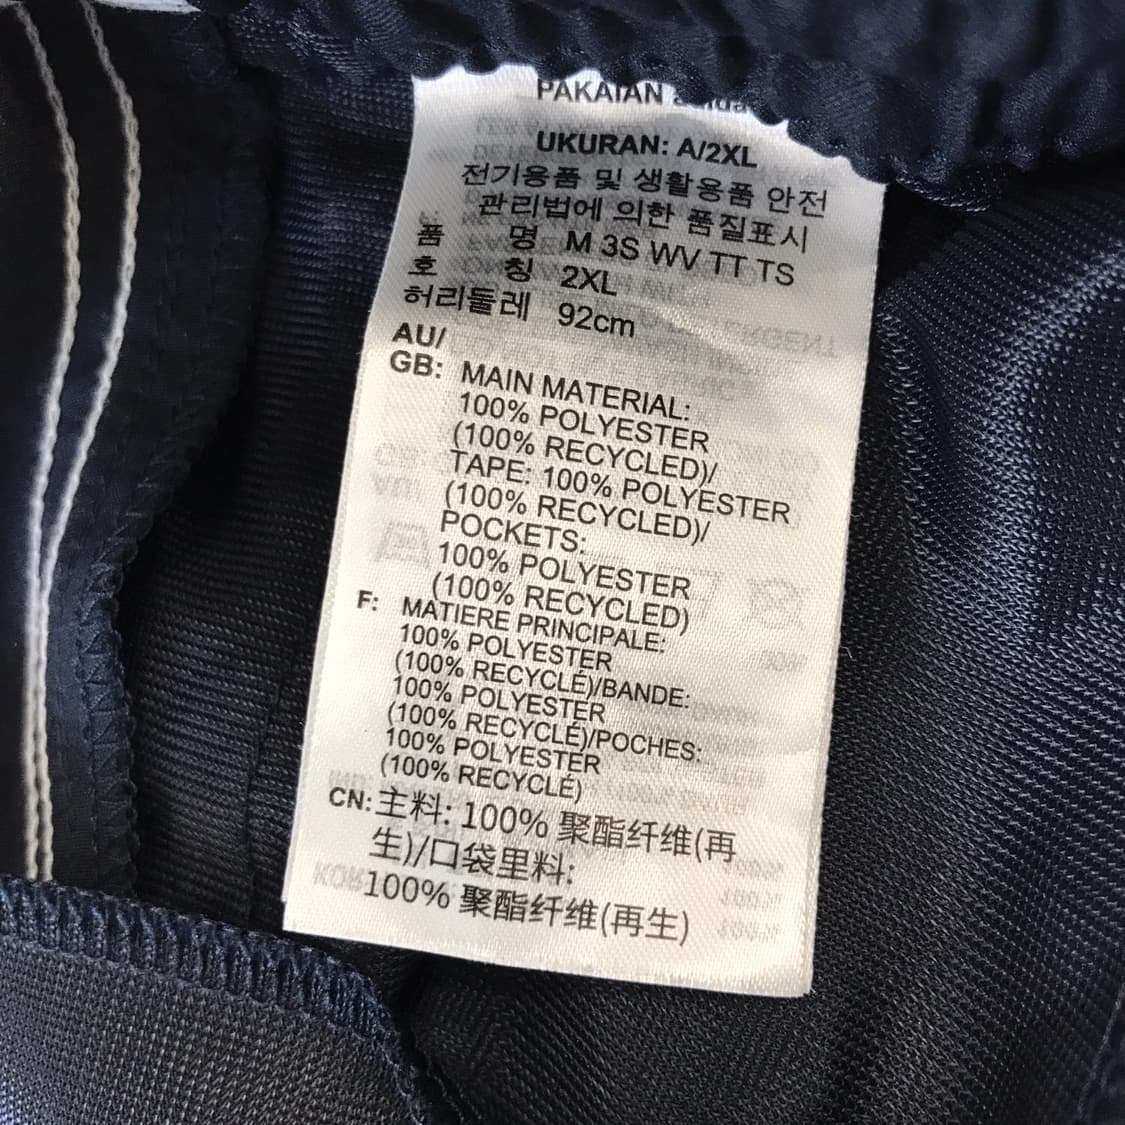 PAKAIAN adidas
UKURAN: A/2XL
전기용품 및 생활용품 안전
관리법에 의한 품질표시
품 명 M 3S WV TT TS
호 칭 2XL
허리둘레 92cm
AU/
GB: MAIN MATERIAL:
100% POLYESTER
(100% RECYCLED)/
TAPE: 100% POLYESTER
(100% RECYCLED)/
POCKETS:
100% POLYESTER
(100% RECYCLED)
F: MATIERE PRINCIPALE:
100% POLYESTER
(100% RECYCLÉ)/BANDE:
100% POLYESTER
(100% RECYCLÉ)/POCHES:
100% POLYESTER
(100% RECYCLÉ)
CN: 主料: 100% 聚酯纤维(再
生)/口袋里料:
100% 聚酯纤维(再生)